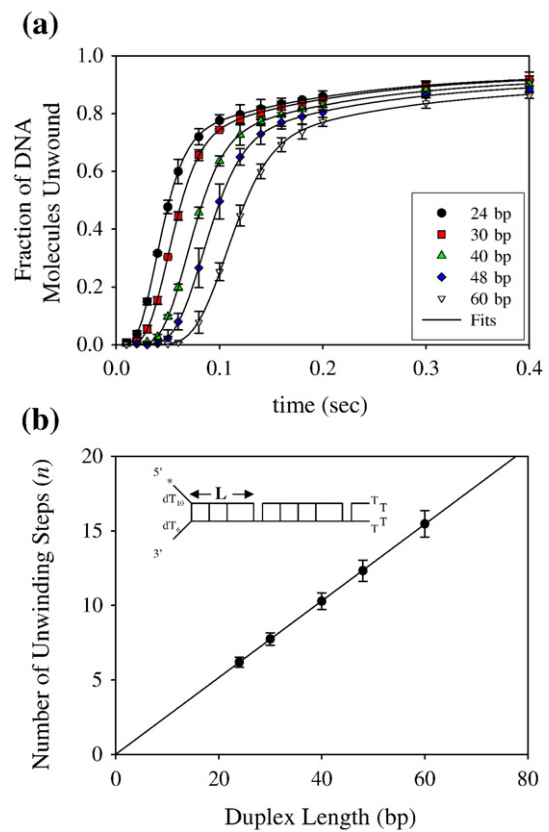 (a)
1.0
0.8
0.6
0.4
0.2
0.0
Fraction of DNA
Molecules Unwound
24 bp
30 bp
40 bp
48 bp
60 bp
Fits
0.0 0.1 0.2 0.3 0.4
time (sec)
(b)
20
15
10
5
0
Number of Unwinding Steps (n)
5'
*
dT10
L
dT6
3'
T
T
T
T
0 20 40 60 80
Duplex Length (bp)